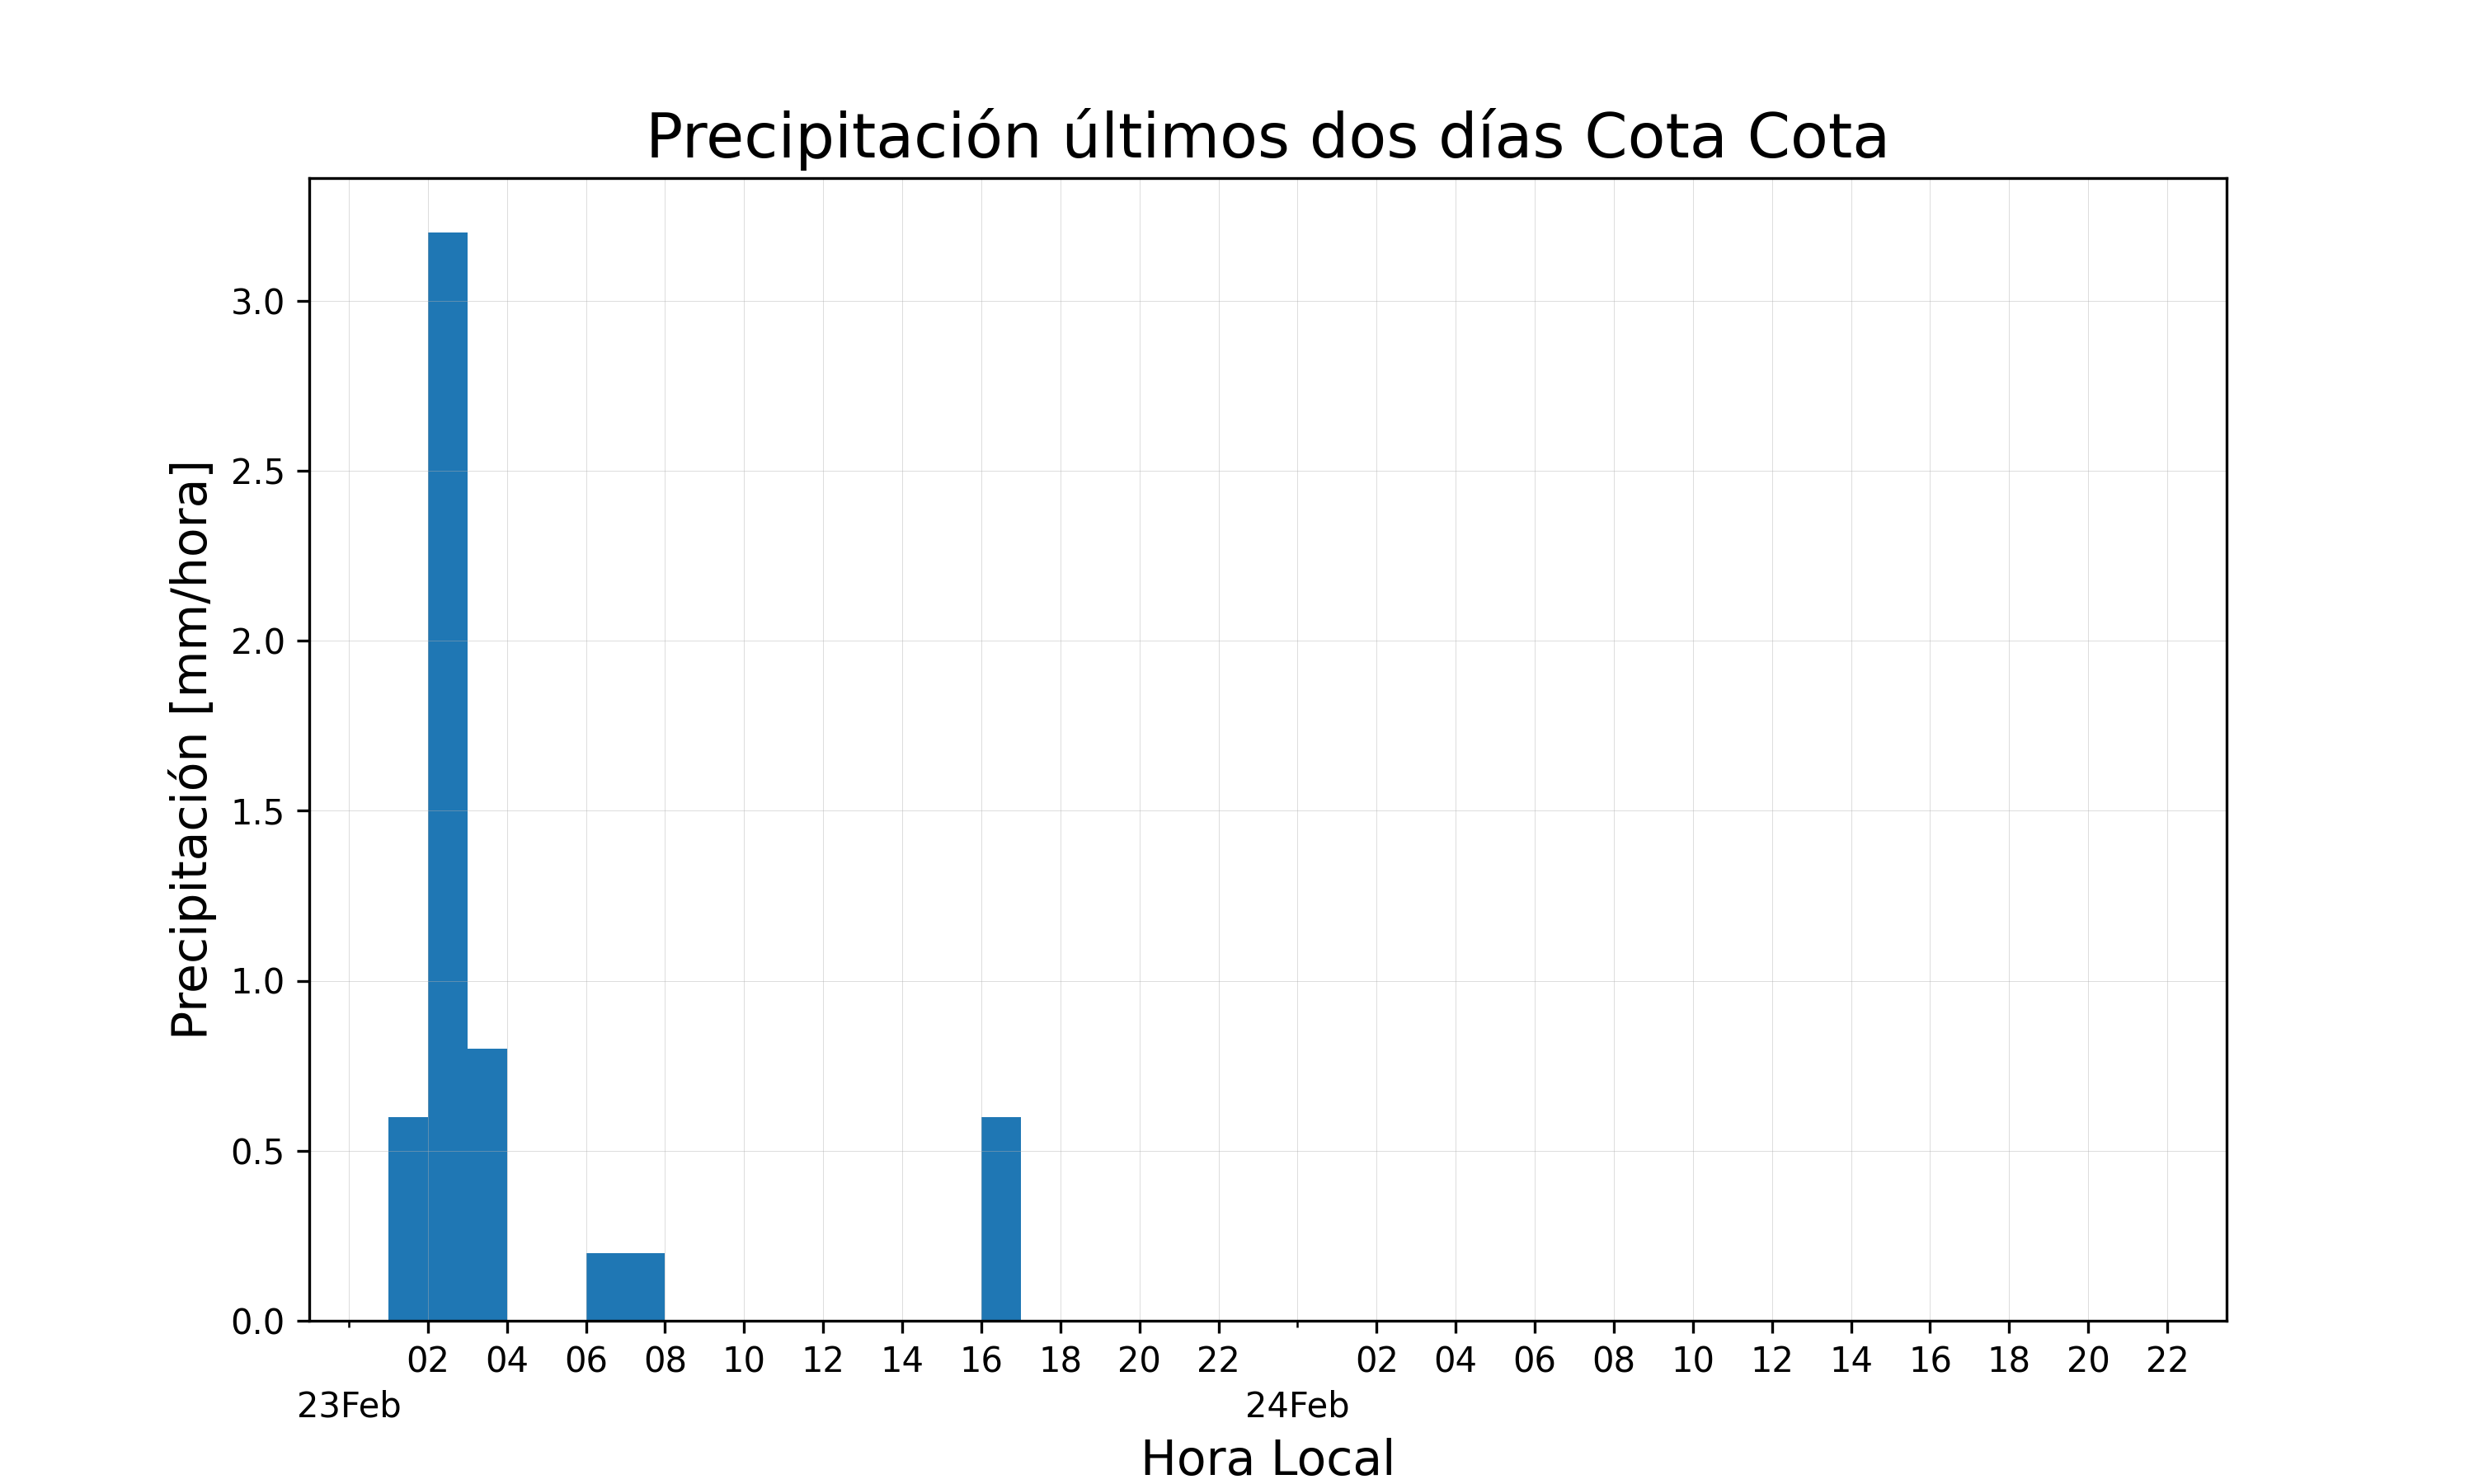 Precipitación últimos dos días Cota Cota
Precipitación [mm/hora]
3.0
2.5
2.0
1.5
1.0
0.5
0.0
02 04 06 08 10 12 14 16 18 20 22 02 04 06 08 10 12 14 16 18 20 22
23Feb 24Feb
Hora Local